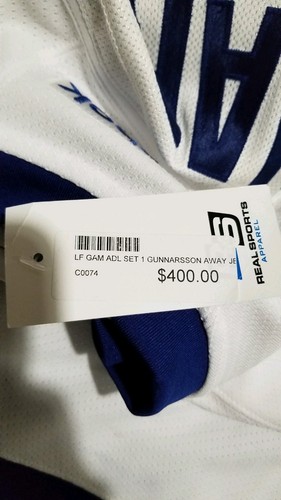 LF GAM ADL SET 1 GUNNARSSON AWAY JE
C0074
$400.00
REAL SPORTS
APPAREL